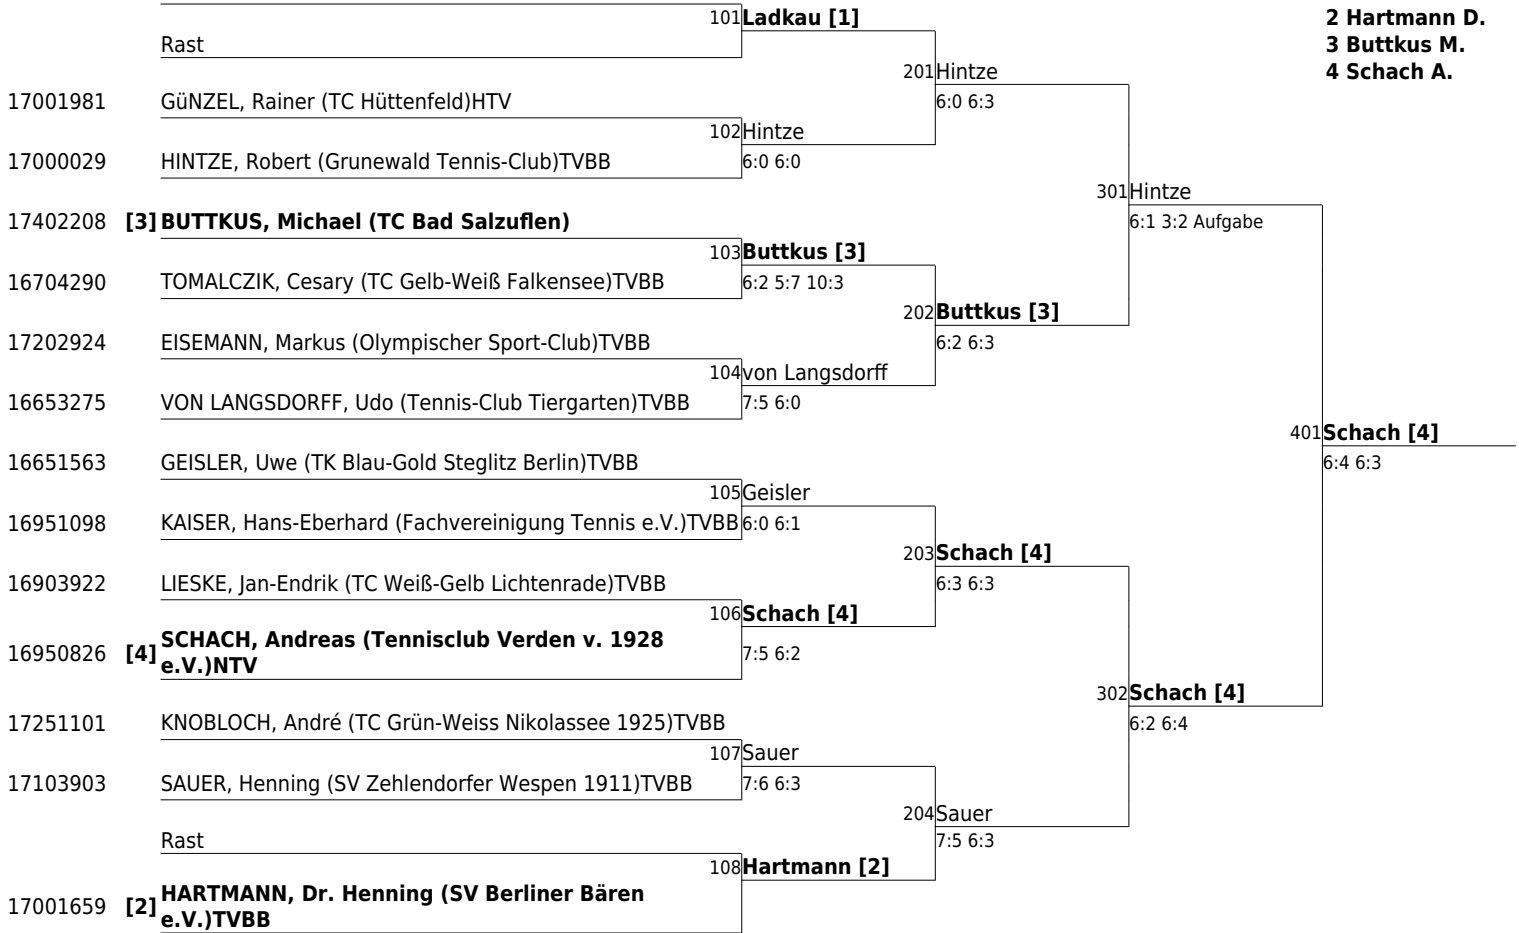 101 Ladkau [1]
2 Hartmann D.
Rast
3 Buttkus M.
201 Hintze
4 Schach A.
17001981 GüNZEL, Rainer (TC Hüttenfeld)HTV
6:0 6:3
102 Hintze
17000029 HINTZE, Robert (Grunewald Tennis-Club)TVBB
6:0 6:0
301 Hintze
17402208 [3] BUTTKUS, Michael (TC Bad Salzuflen)
6:1 3:2 Aufgabe
103 Buttkus [3]
16704290 TOMALCZIK, Cesary (TC Gelb-Weiß Falkensee)TVBB
6:2 5:7 10:3
202 Buttkus [3]
17202924 EISEMANN, Markus (Olympischer Sport-Club)TVBB
6:2 6:3
104 von Langsdorff
16653275 VON LANGSDORFF, Udo (Tennis-Club Tiergarten)TVBB
7:5 6:0
401 Schach [4]
16651563 GEISLER, Uwe (TK Blau-Gold Steglitz Berlin)TVBB
6:4 6:3
105 Geisler
16951098 KAISER, Hans-Eberhard (Fachvereinigung Tennis e.V.)TVBB
6:0 6:1
203 Schach [4]
16903922 LIESKE, Jan-Endrik (TC Weiß-Gelb Lichtenrade)TVBB
6:3 6:3
106 Schach [4]
16950826 [4] SCHACH, Andreas (Tennisclub Verden v. 1928
e.V.)NTV
7:5 6:2
302 Schach [4]
17251101 KNOBLOCH, André (TC Grün-Weiss Nikolassee 1925)TVBB
6:2 6:4
107 Sauer
17103903 SAUER, Henning (SV Zehlendorfer Wespen 1911)TVBB
7:6 6:3
204 Sauer
Rast
7:5 6:3
108 Hartmann [2]
17001659 [2] HARTMANN, Dr. Henning (SV Berliner Bären
e.V.)TVBB